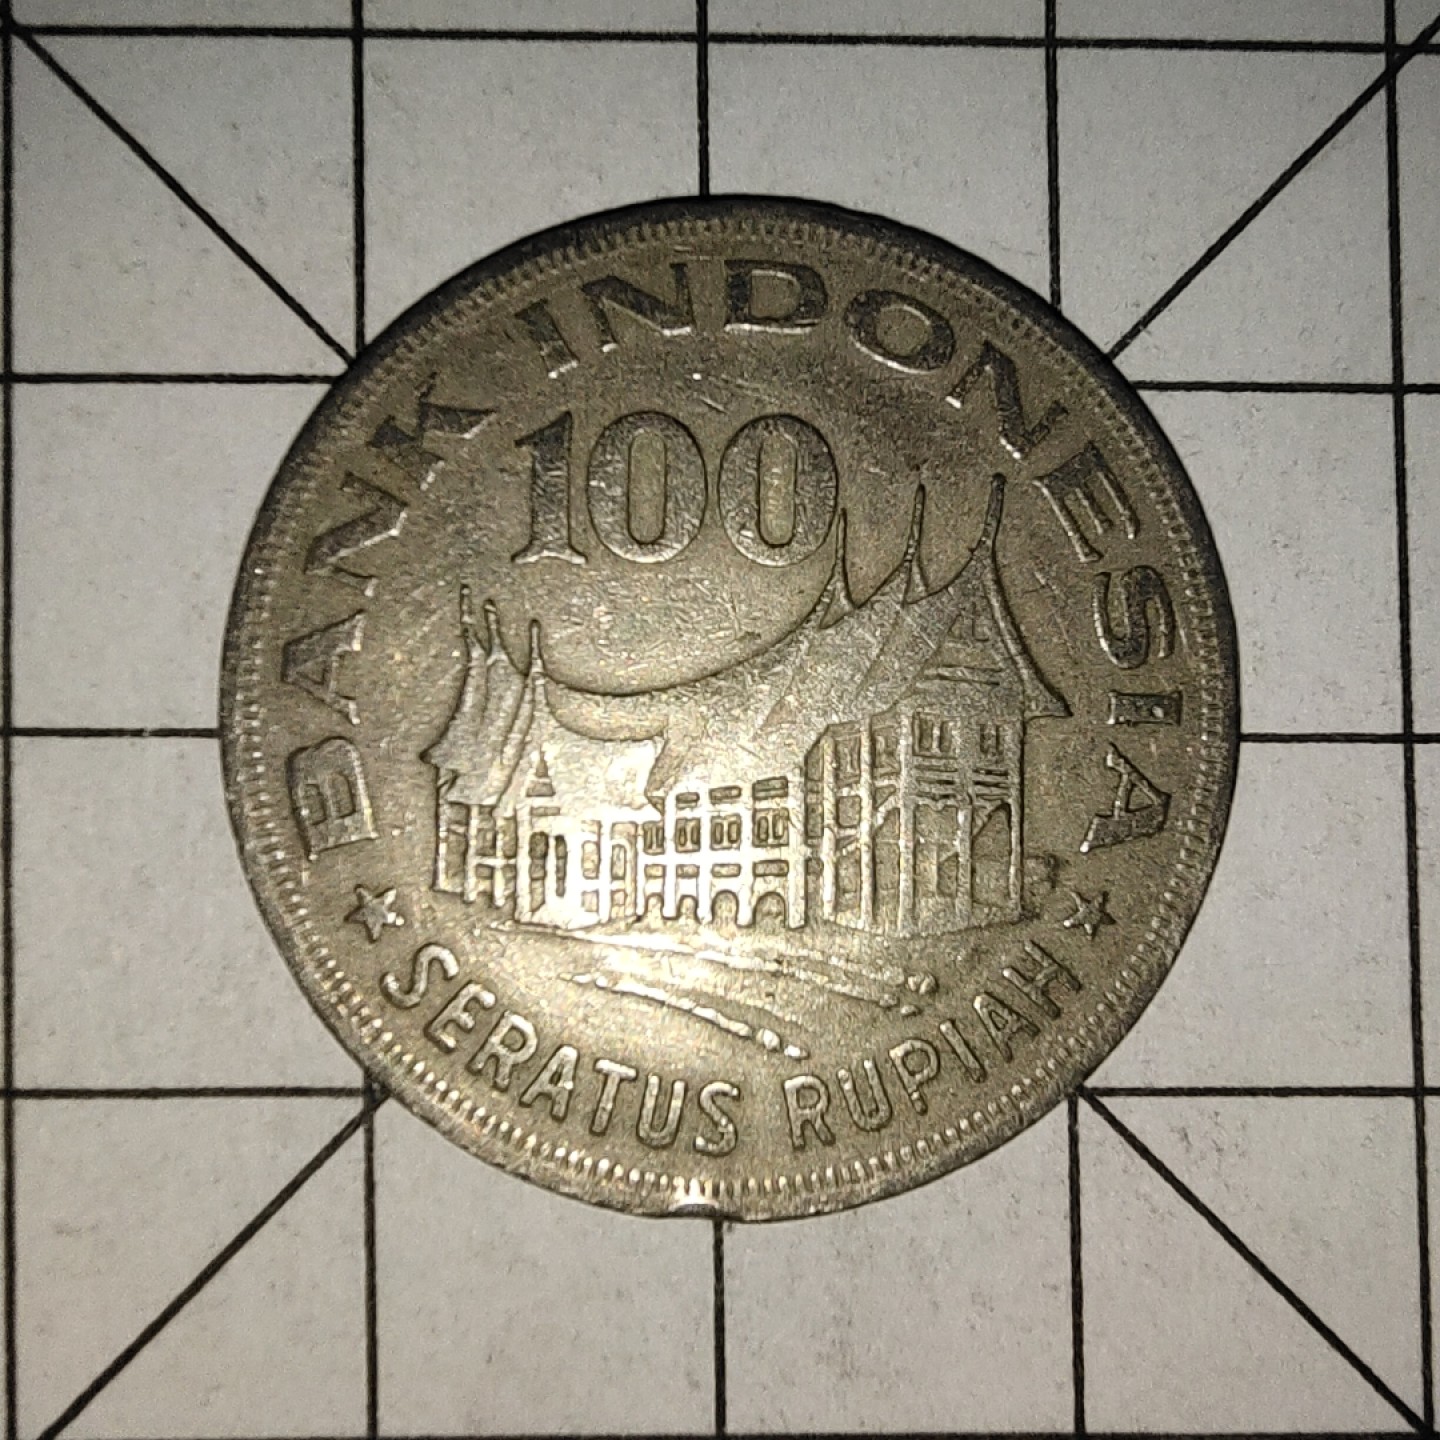 BANK INDONESIA
100
SERATUS RUPIAH